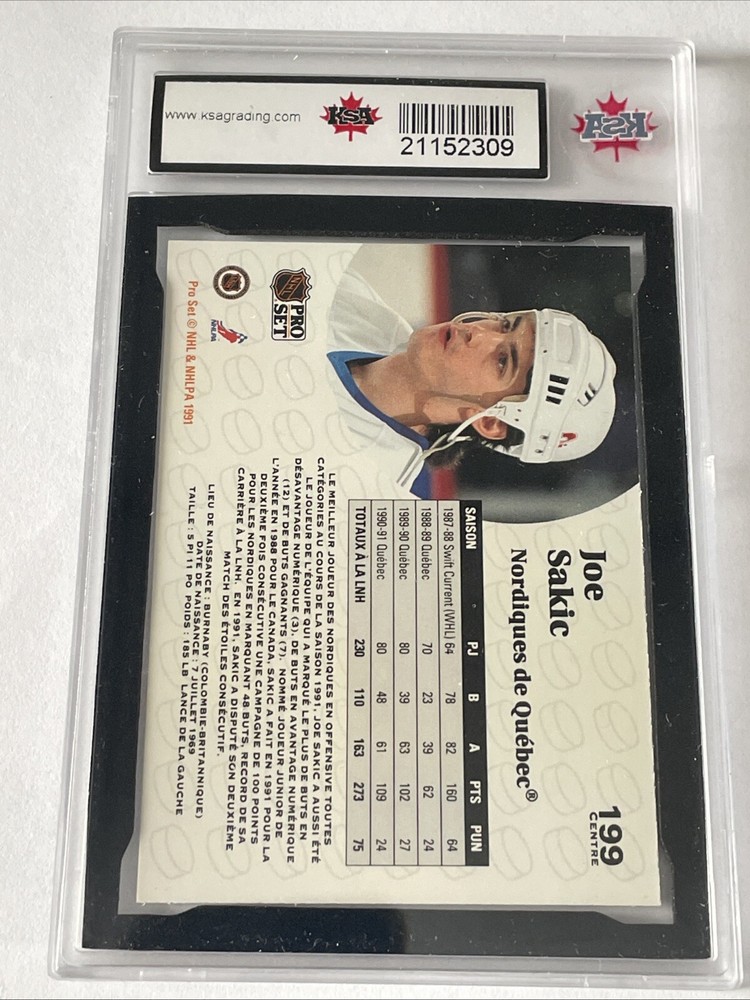 www.ksagrading.com
KSA
21152309
KSA
199
CENTRE
Joe
Sakic
Nordiques de Québec®
SAISON PJ B A PTS PUN
1987-88 Swift Current (WHL) 64 78 82 160 64
1988-89 Québec 70 23 39 62 24
1989-90 Québec 80 39 63 102 27
1990-91 Québec 80 48 61 109 24
TOTAUX À LA LNH 230 110 163 273 75
LE MEILLEUR JOUEUR DES NORDIQUES EN OFFENSIVE TOUTES
CATÉGORIES AU COURS DE LA SAISON 1991, JOE SAKIC A AUSSI ÉTÉ
LE JOUEUR DE L'ÉQUIPE QUI A MARQUÉ LE PLUS DE BUTS EN
DÉSAVANTAGE NUMÉRIQUE (3), DE BUTS EN AVANTAGE NUMÉRIQUE
(12) ET DE BUTS GAGNANTS (7). NOMMÉ JOUEUR JUNIOR DE
L'ANNÉE EN 1988 POUR LE CANADA, SAKIC A FAIT EN 1991 POUR LA
DEUXIÈME FOIS CONSÉCUTIVE UNE CAMPAGNE DE 100 POINTS
POUR LES NORDIQUES EN MARQUANT 48 BUTS, RECORD DE SA
CARRIÈRE À LA LNH. EN 1991, SAKIC A DISPUTÉ SON DEUXIÈME
MATCH DES ÉTOILES CONSÉCUTIF.
LIEU DE NAISSANCE : BURNABY (COLOMBIE-BRITANNIQUE)
DATE DE NAISSANCE : 7 JUILLET 1969
TAILLE : 5 PI 11 PO POIDS : 185 LB LANCE DE LA GAUCHE
NHL
PRO
SET
NHLPA
Pro Set © NHL & NHLPA 1991